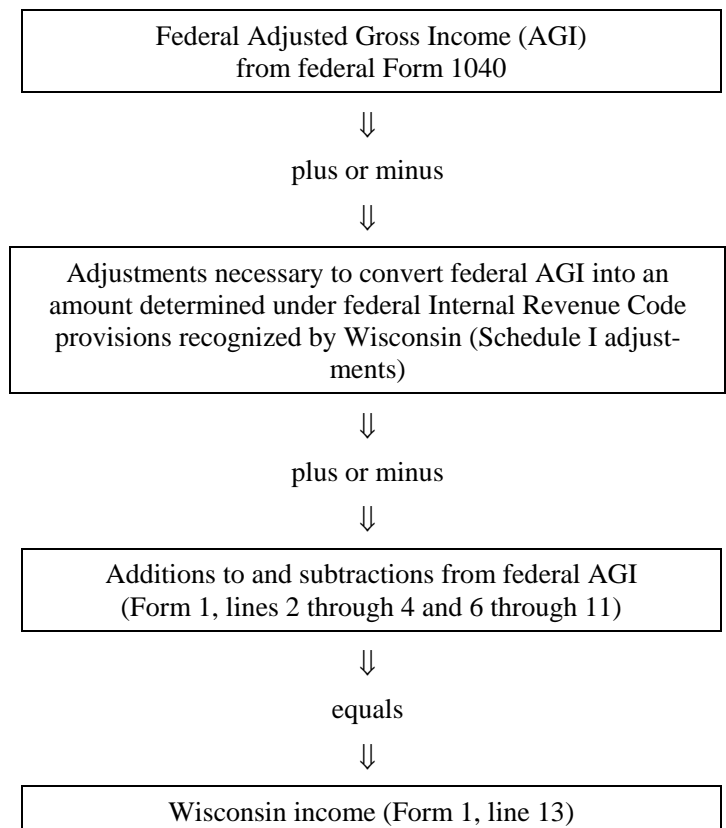 Federal Adjusted Gross Income (AGI)
from federal Form 1040
⇓
plus or minus
⇓
Adjustments necessary to convert federal AGI into an
amount determined under federal Internal Revenue Code
provisions recognized by Wisconsin (Schedule I adjust-
ments)
⇓
plus or minus
⇓
Additions to and subtractions from federal AGI
(Form 1, lines 2 through 4 and 6 through 11)
⇓
equals
⇓
Wisconsin income (Form 1, line 13)